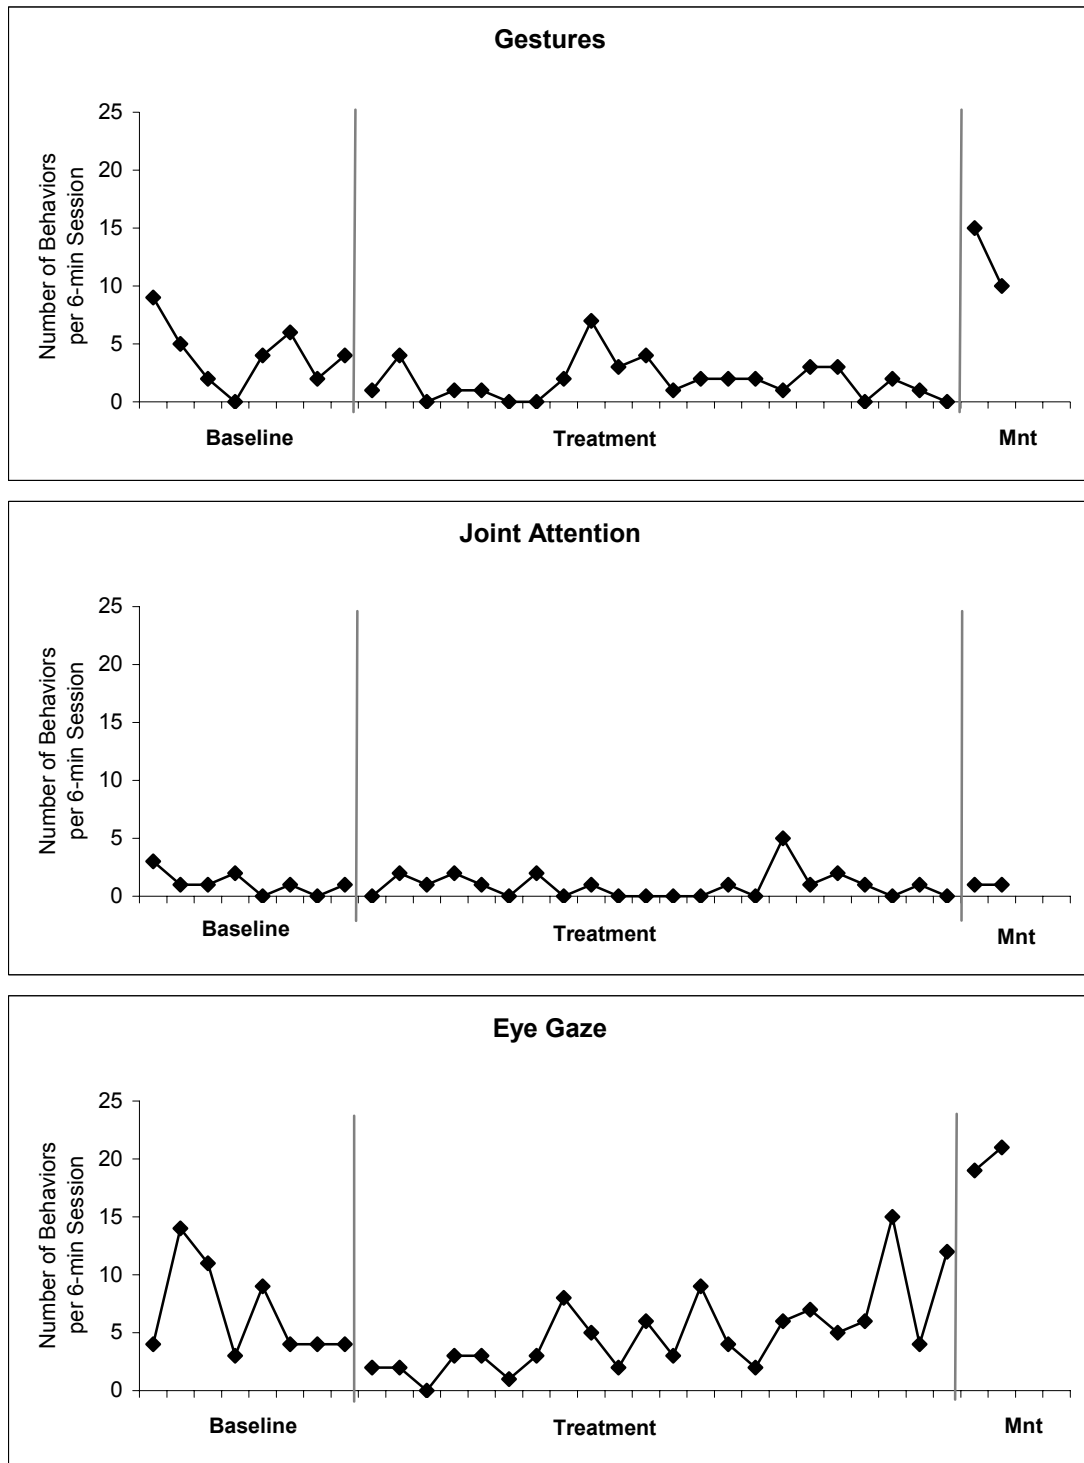 Gestures
Number of Behaviors
per 6-min Session
25
20
15
10
5
0
Baseline
Treatment
Mnt
Joint Attention
Number of Behaviors
per 6-min Session
25
20
15
10
5
0
Baseline
Treatment
Mnt
Eye Gaze
Number of Behaviors
per 6-min Session
25
20
15
10
5
0
Baseline
Treatment
Mnt